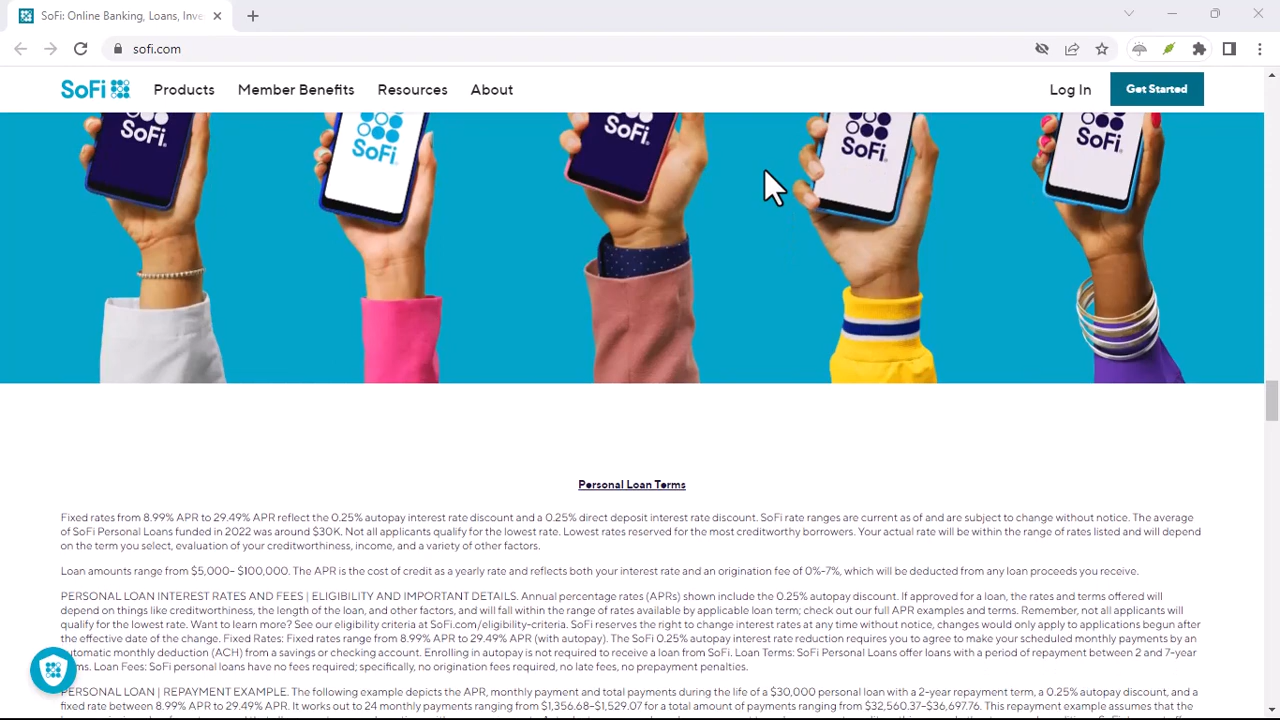 SoFi: Online Banking, Loans, Inve
sofi.com
SoFi Products Member Benefits Resources About Log In Get Started
SoFi. SoFi. SoFi. SoFi. SoFi.
Personal Loan Terms
Fixed rates from 8.99% APR to 29.49% APR reflect the 0.25% autopay interest rate discount and a 0.25% direct deposit interest rate discount. SoFi rate ranges are current as of and are subject to change without notice. The average
of SoFi Personal Loans funded in 2022 was around $30K. Not all applicants qualify for the lowest rate. Lowest rates reserved for the most creditworthy borrowers. Your actual rate will be within the range of rates listed and will depend
on the term you select, evaluation of your creditworthiness, income, and a variety of other factors.
Loan amounts range from $5,000– $100,000. The APR is the cost of credit as a yearly rate and reflects both your interest rate and an origination fee of 0%-7%, which will be deducted from any loan proceeds you receive.
PERSONAL LOAN INTEREST RATES AND FEES | ELIGIBILITY AND IMPORTANT DETAILS. Annual percentage rates (APRs) shown include the 0.25% autopay discount. If approved for a loan, the rates and terms offered will
depend on things like creditworthiness, the length of the loan, and other factors, and will fall within the range of rates available by applicable loan term; check out our full APR examples and terms. Remember, not all applicants will
qualify for the lowest rate. Want to learn more? See our eligibility criteria at SoFi.com/eligibility-criteria. SoFi reserves the right to change interest rates at any time without notice, changes would only apply to applications begun after
the effective date of the change. Fixed Rates: Fixed rates range from 8.99% APR to 29.49% APR (with autopay). The SoFi 0.25% autopay interest rate reduction requires you to agree to make your scheduled monthly payments by an
utomatic monthly deduction (ACH) from a savings or checking account. Enrolling in autopay is not required to receive a loan from SoFi. Loan Terms: SoFi Personal Loans offer loans with a period of repayment between 2 and 7-year
ms. Loan Fees: SoFi personal loans have no fees required; specifically, no origination fees required, no late fees, no prepayment penalties.
PERSONAL LOAN | REPAYMENT EXAMPLE. The following example depicts the APR, monthly payment and total payments during the life of a $30,000 personal loan with a 2-year repayment term, a 0.25% autopay discount, and a
fixed rate between 8.99% APR to 29.49% APR. It works out to 24 monthly payments ranging from $1,356.68–$1,529.07 for a total amount of payments ranging from $32,560.37–$36,697.76. This repayment example assumes that the